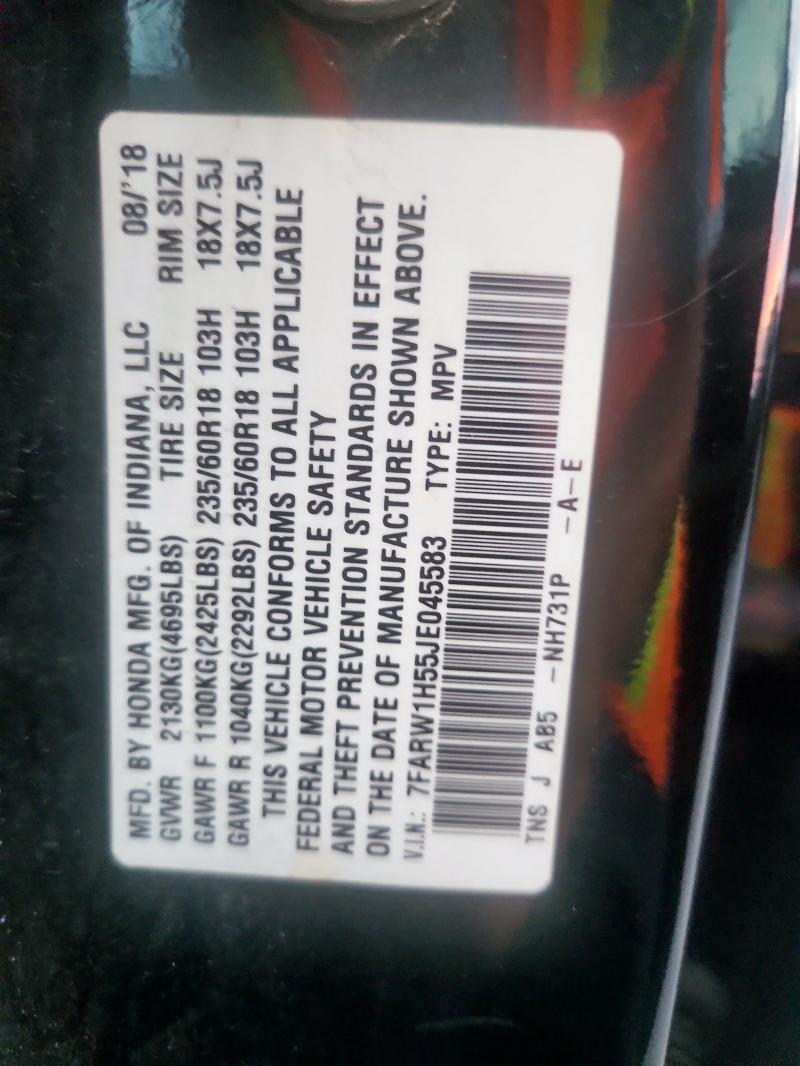 MFD. BY HONDA MFG. OF INDIANA, LLC 08/'18
GVWR 2130KG(4695LBS) TIRE SIZE RIM SIZE
GAWR F 1100KG(2425LBS) 235/60R18 103H 18X7.5J
GAWR R 1040KG(2292LBS) 235/60R18 103H 18X7.5J
THIS VEHICLE CONFORMS TO ALL APPLICABLE
FEDERAL MOTOR VEHICLE SAFETY
AND THEFT PREVENTION STANDARDS IN EFFECT
ON THE DATE OF MANUFACTURE SHOWN ABOVE.
V.I.N.: 7FARW1H55JE045583 TYPE: MPV
TNS J AB5 -NH731P -A-E